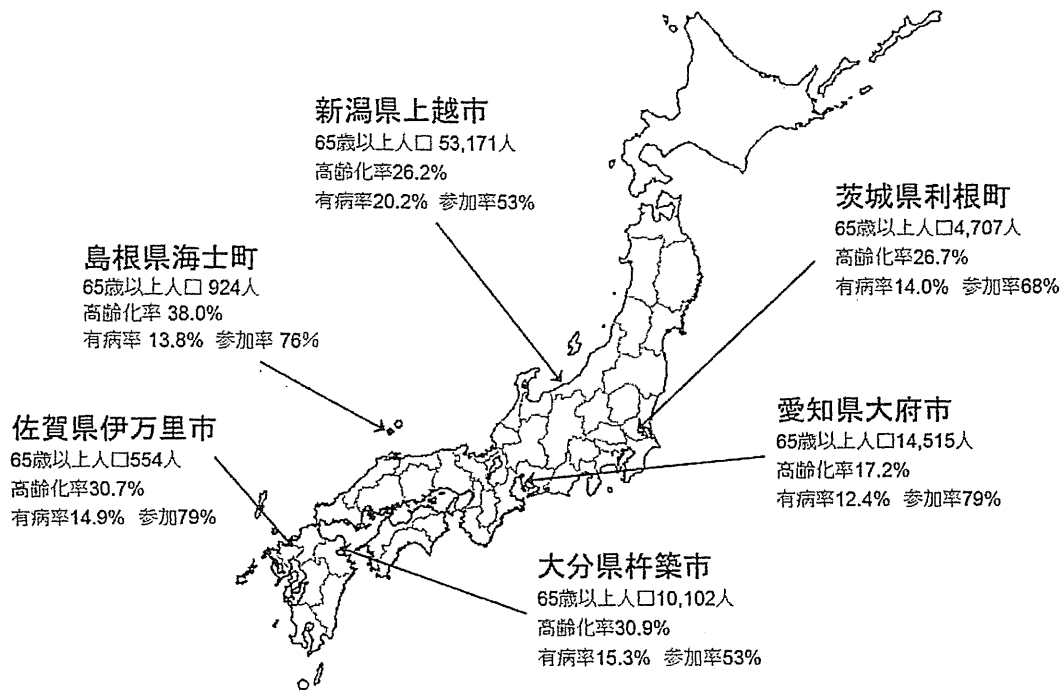 新潟県上越市
65歳以上人口 53,171人
高齢化率26.2%
有病率20.2% 参加率53%
茨城県利根町
65歳以上人口4,707人
高齢化率26.7%
有病率14.0% 参加率68%
島根県海士町
65歳以上人口 924人
高齢化率 38.0%
有病率 13.8% 参加率 76%
愛知県大府市
65歳以上人口14,515人
高齢化率17.2%
有病率12.4% 参加率79%
佐賀県伊万里市
65歳以上人口554人
高齢化率30.7%
有病率14.9% 参加79%
大分県杵築市
65歳以上人口10,102人
高齢化率30.9%
有病率15.3% 参加率53%